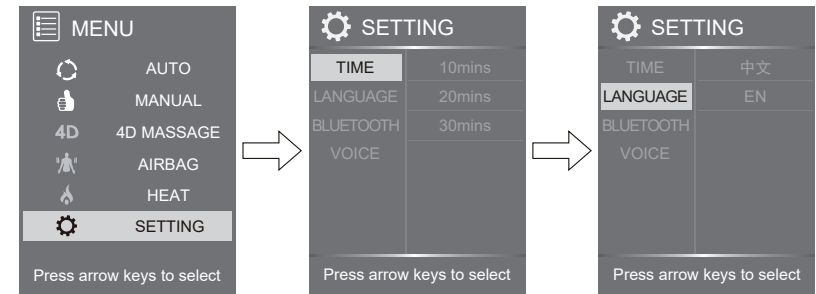 MENU
AUTO
MANUAL
4D 4D MASSAGE
AIRBAG
HEAT
SETTING
Press arrow keys to select
SETTING
TIME 10mins
LANGUAGE 20mins
BLUETOOTH 30mins
VOICE
Press arrow keys to select
SETTING
TIME 中文
LANGUAGE EN
BLUETOOTH
VOICE
Press arrow keys to select